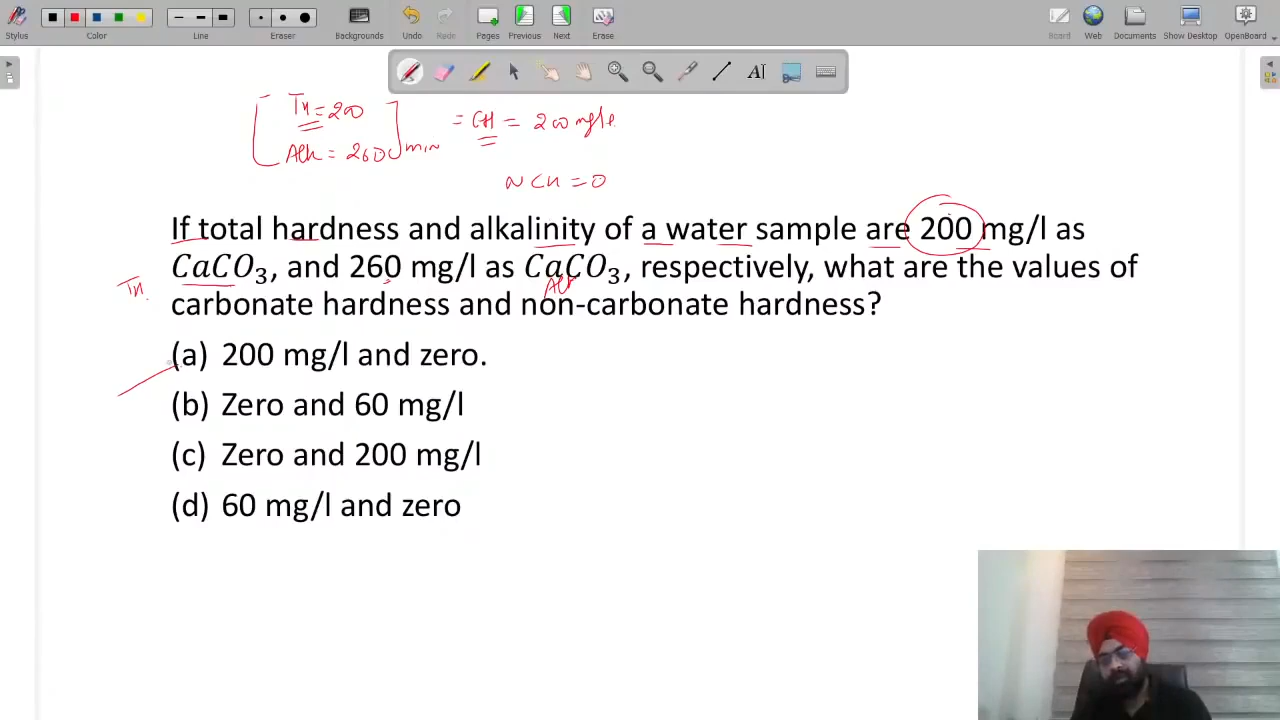 Stylus
Color
Line
Eraser
Backgrounds
Undo
Redo
Pages
Previous
Next
Erase
Board
Web
Documents
Show Desktop
OpenBoard
TH = 200
Alk = 260
min
= CH = 200 mg/l
NCH = 0
If total hardness and alkalinity of a water sample are 200 mg/l as
CaCO₃, and 260 mg/l as CaCO₃, respectively, what are the values of
TH
Alk
carbonate hardness and non-carbonate hardness?
(a) 200 mg/l and zero.
(b) Zero and 60 mg/l
(c) Zero and 200 mg/l
(d) 60 mg/l and zero